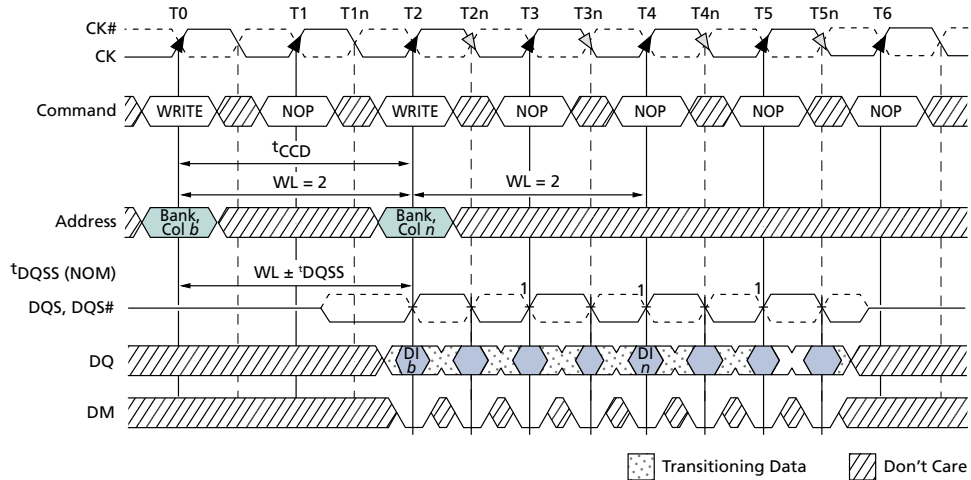 T0 T1 T1n T2 T2n T3 T3n T4 T4n T5 T5n T6
CK#
CK
Command WRITE NOP WRITE NOP NOP NOP NOP
tCCD
WL = 2 WL = 2
Address Bank, Col b Bank, Col n
tDQSS (NOM)
WL ± tDQSS
DQS, DQS# 1 1 1
DQ DI b DI n
DM
Transitioning Data Don't Care